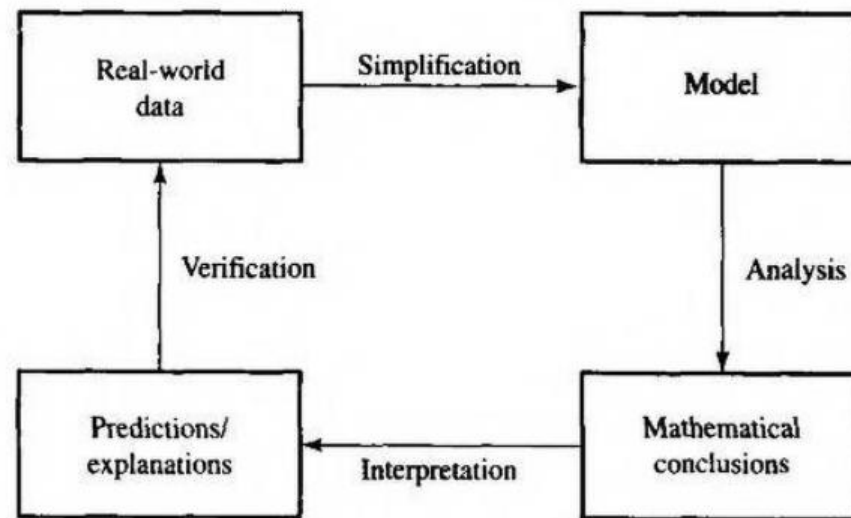 Real-world
data
Simplification
Model
Verification
Analysis
Predictions/
explanations
Interpretation
Mathematical
conclusions